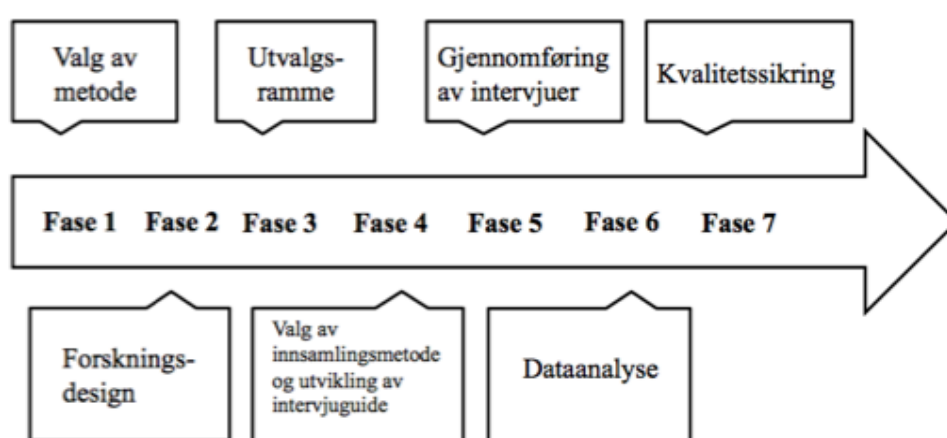 Valg av
metode
Utvalgs-
ramme
Gjennomføring
av intervjuer
Kvalitetssikring
Fase 1 Fase 2 Fase 3 Fase 4 Fase 5 Fase 6 Fase 7
Forsknings-
design
Valg av
innsamlingsmetode
og utvikling av
intervjuguide
Dataanalyse